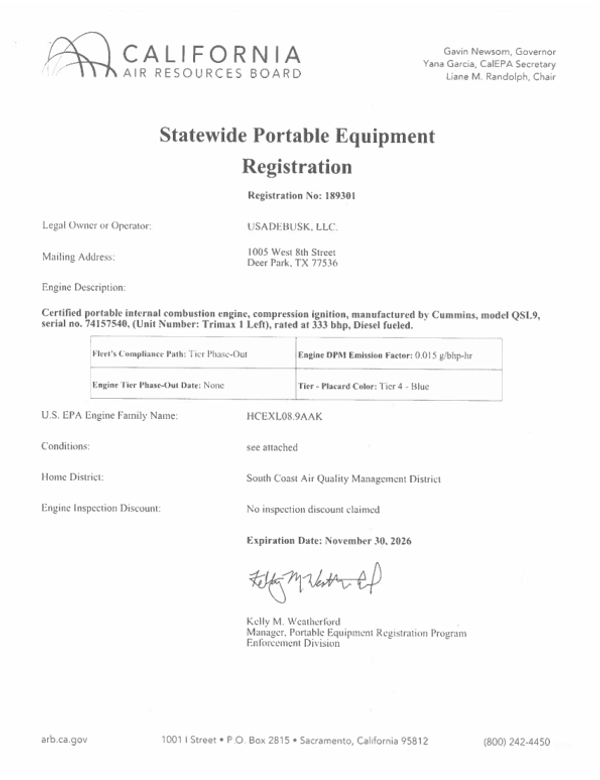 CALIFORNIA
AIR RESOURCES BOARD
Gavin Newsom, Governor
Yana Garcia, CalEPA Secretary
Liane M. Randolph, Chair
Statewide Portable Equipment
Registration
Registration No: 189301
Legal Owner or Operator: USADEBUSK, LLC.
Mailing Address: 1005 West 8th Street
Deer Park, TX 77536
Engine Description:
Certified portable internal combustion engine, compression ignition, manufactured by Cummins, model QSL9,
serial no. 74157540, (Unit Number: Trimax 1 Left), rated at 333 bhp, Diesel fueled.
Fleet's Compliance Path: Tier Phase-Out Engine DPM Emission Factor: 0.015 g/bhp-hr
Engine Tier Phase-Out Date: None Tier - Placard Color: Tier 4 - Blue
U.S. EPA Engine Family Name: HCEXL08.9AAK
Conditions: see attached
Home District: South Coast Air Quality Management District
Engine Inspection Discount: No inspection discount claimed
Expiration Date: November 30, 2026
Kelly M. Weatherford
Manager, Portable Equipment Registration Program
Enforcement Division
arb.ca.gov 1001 I Street • P.O. Box 2815 • Sacramento, California 95812 (800) 242-4450